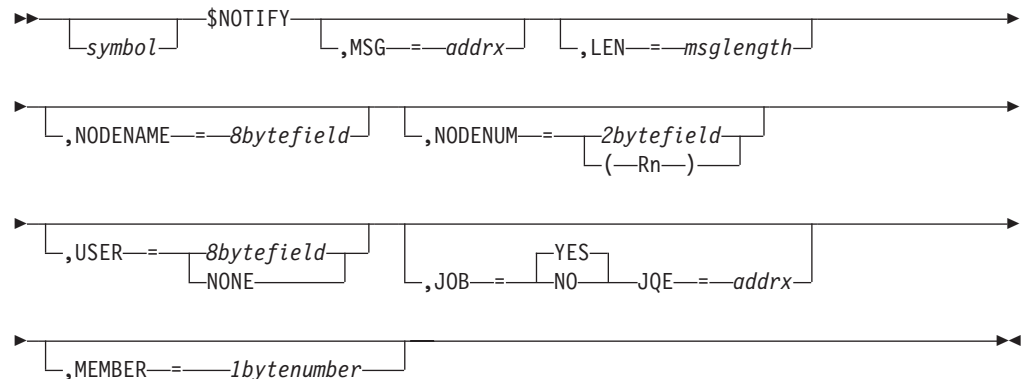 $NOTIFY
symbol ,MSG = addrx ,LEN = msglength
,NODENAME = 8bytefield ,NODENUM = 2bytefield
( Rn )
,USER = 8bytefield YES
NONE ,JOB = NO JQE = addrx
,MEMBER = 1bytenumber